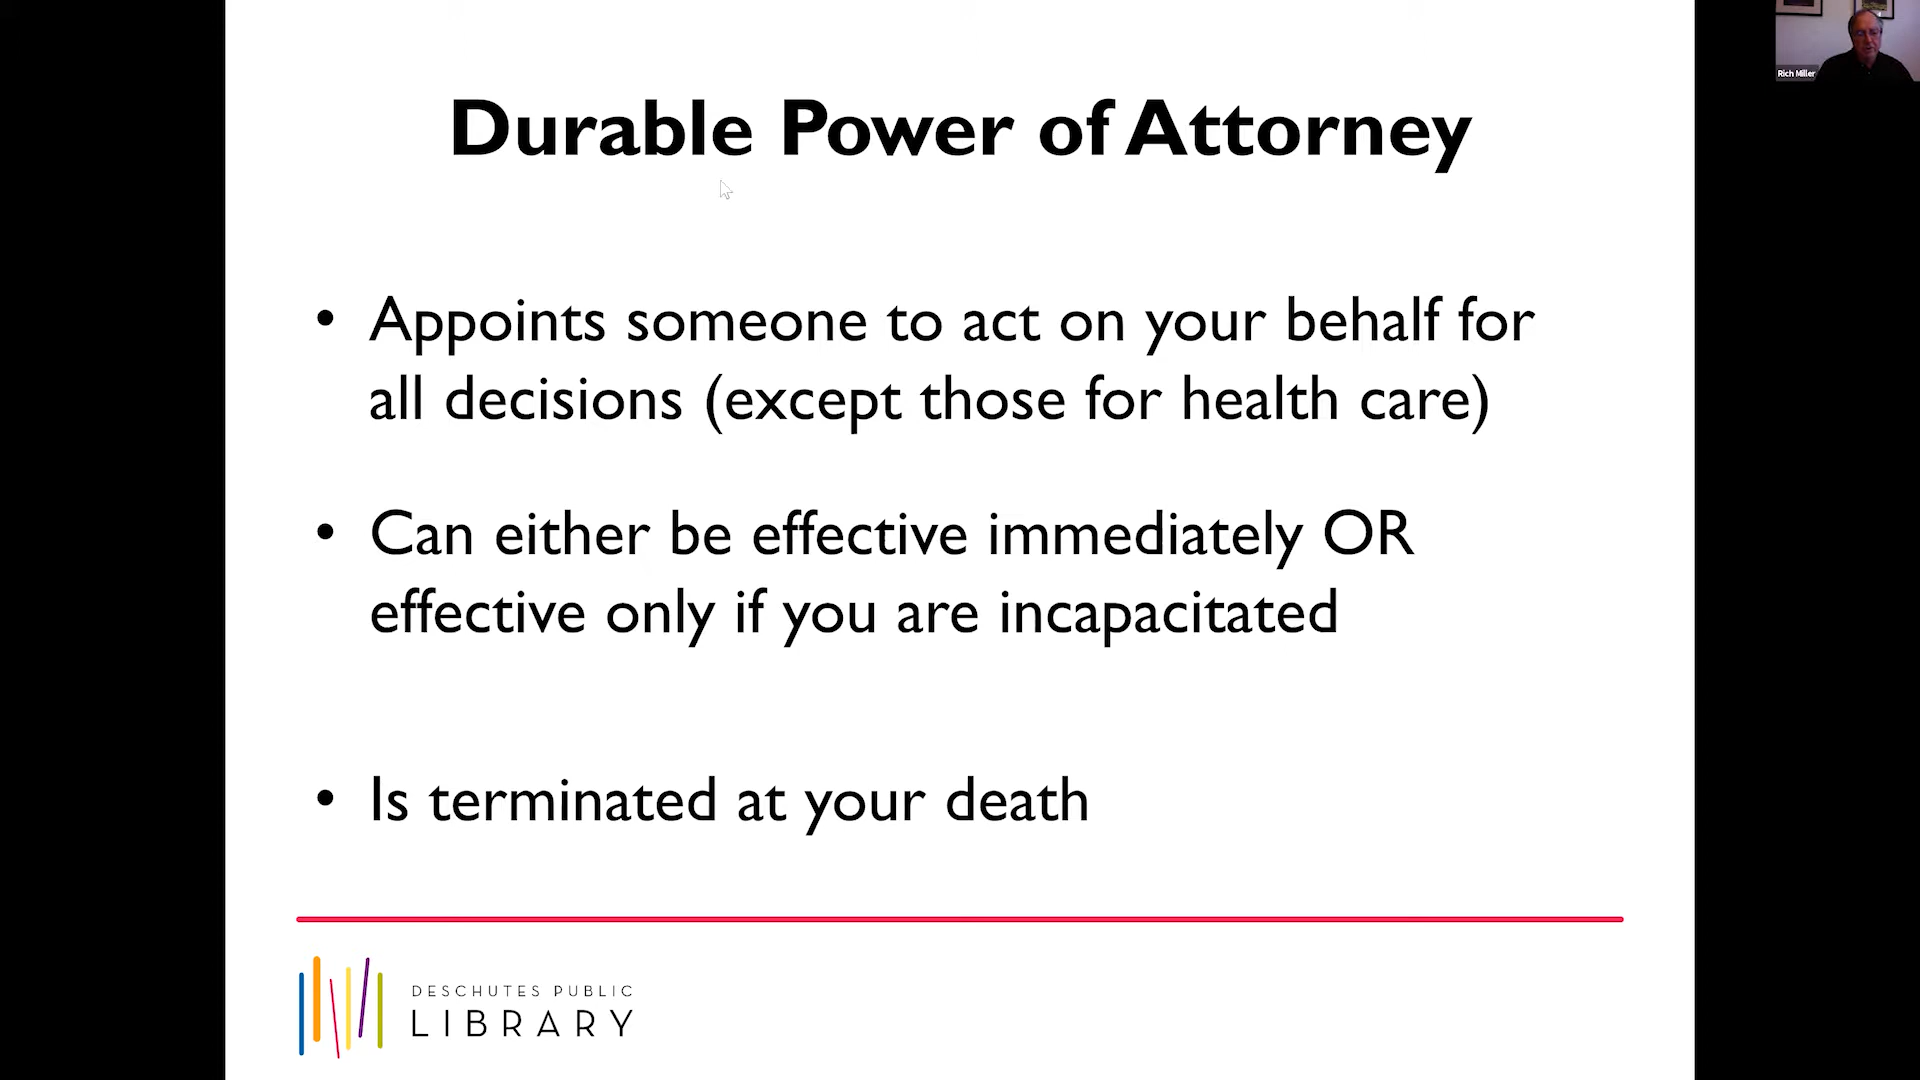 Rich Miller
Durable Power of Attorney
• Appoints someone to act on your behalf for
all decisions (except those for health care)
• Can either be effective immediately OR
effective only if you are incapacitated
• Is terminated at your death
DESCHUTES PUBLIC
LIBRARY